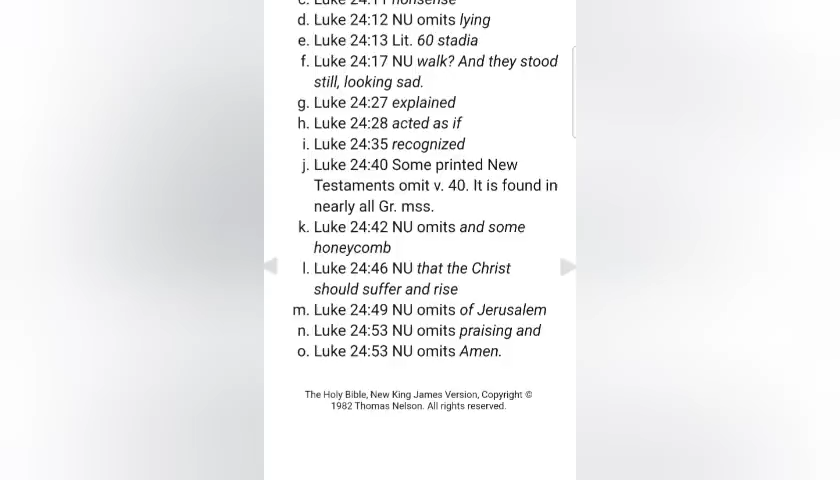 c. Luke 24:11 nonsense
d. Luke 24:12 NU omits lying
e. Luke 24:13 Lit. 60 stadia
f. Luke 24:17 NU walk? And they stood
still, looking sad.
g. Luke 24:27 explained
h. Luke 24:28 acted as if
i. Luke 24:35 recognized
j. Luke 24:40 Some printed New
Testaments omit v. 40. It is found in
nearly all Gr. mss.
k. Luke 24:42 NU omits and some
honeycomb
l. Luke 24:46 NU that the Christ
should suffer and rise
m. Luke 24:49 NU omits of Jerusalem
n. Luke 24:53 NU omits praising and
o. Luke 24:53 NU omits Amen.
The Holy Bible, New King James Version, Copyright ©
1982 Thomas Nelson. All rights reserved.